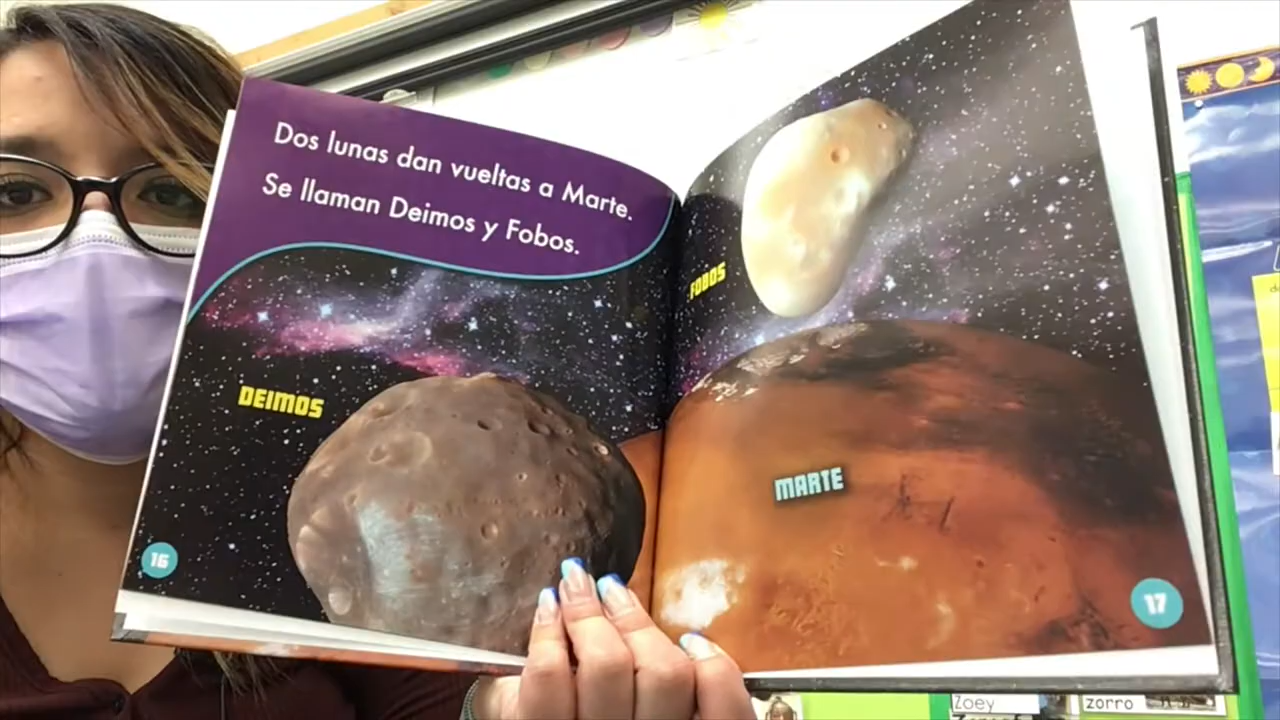 Dos lunas dan vueltas a Marte.
Se llaman Deimos y Fobos.
DEIMOS
16
FOBOS
MARTE
17
Zoey
zorro